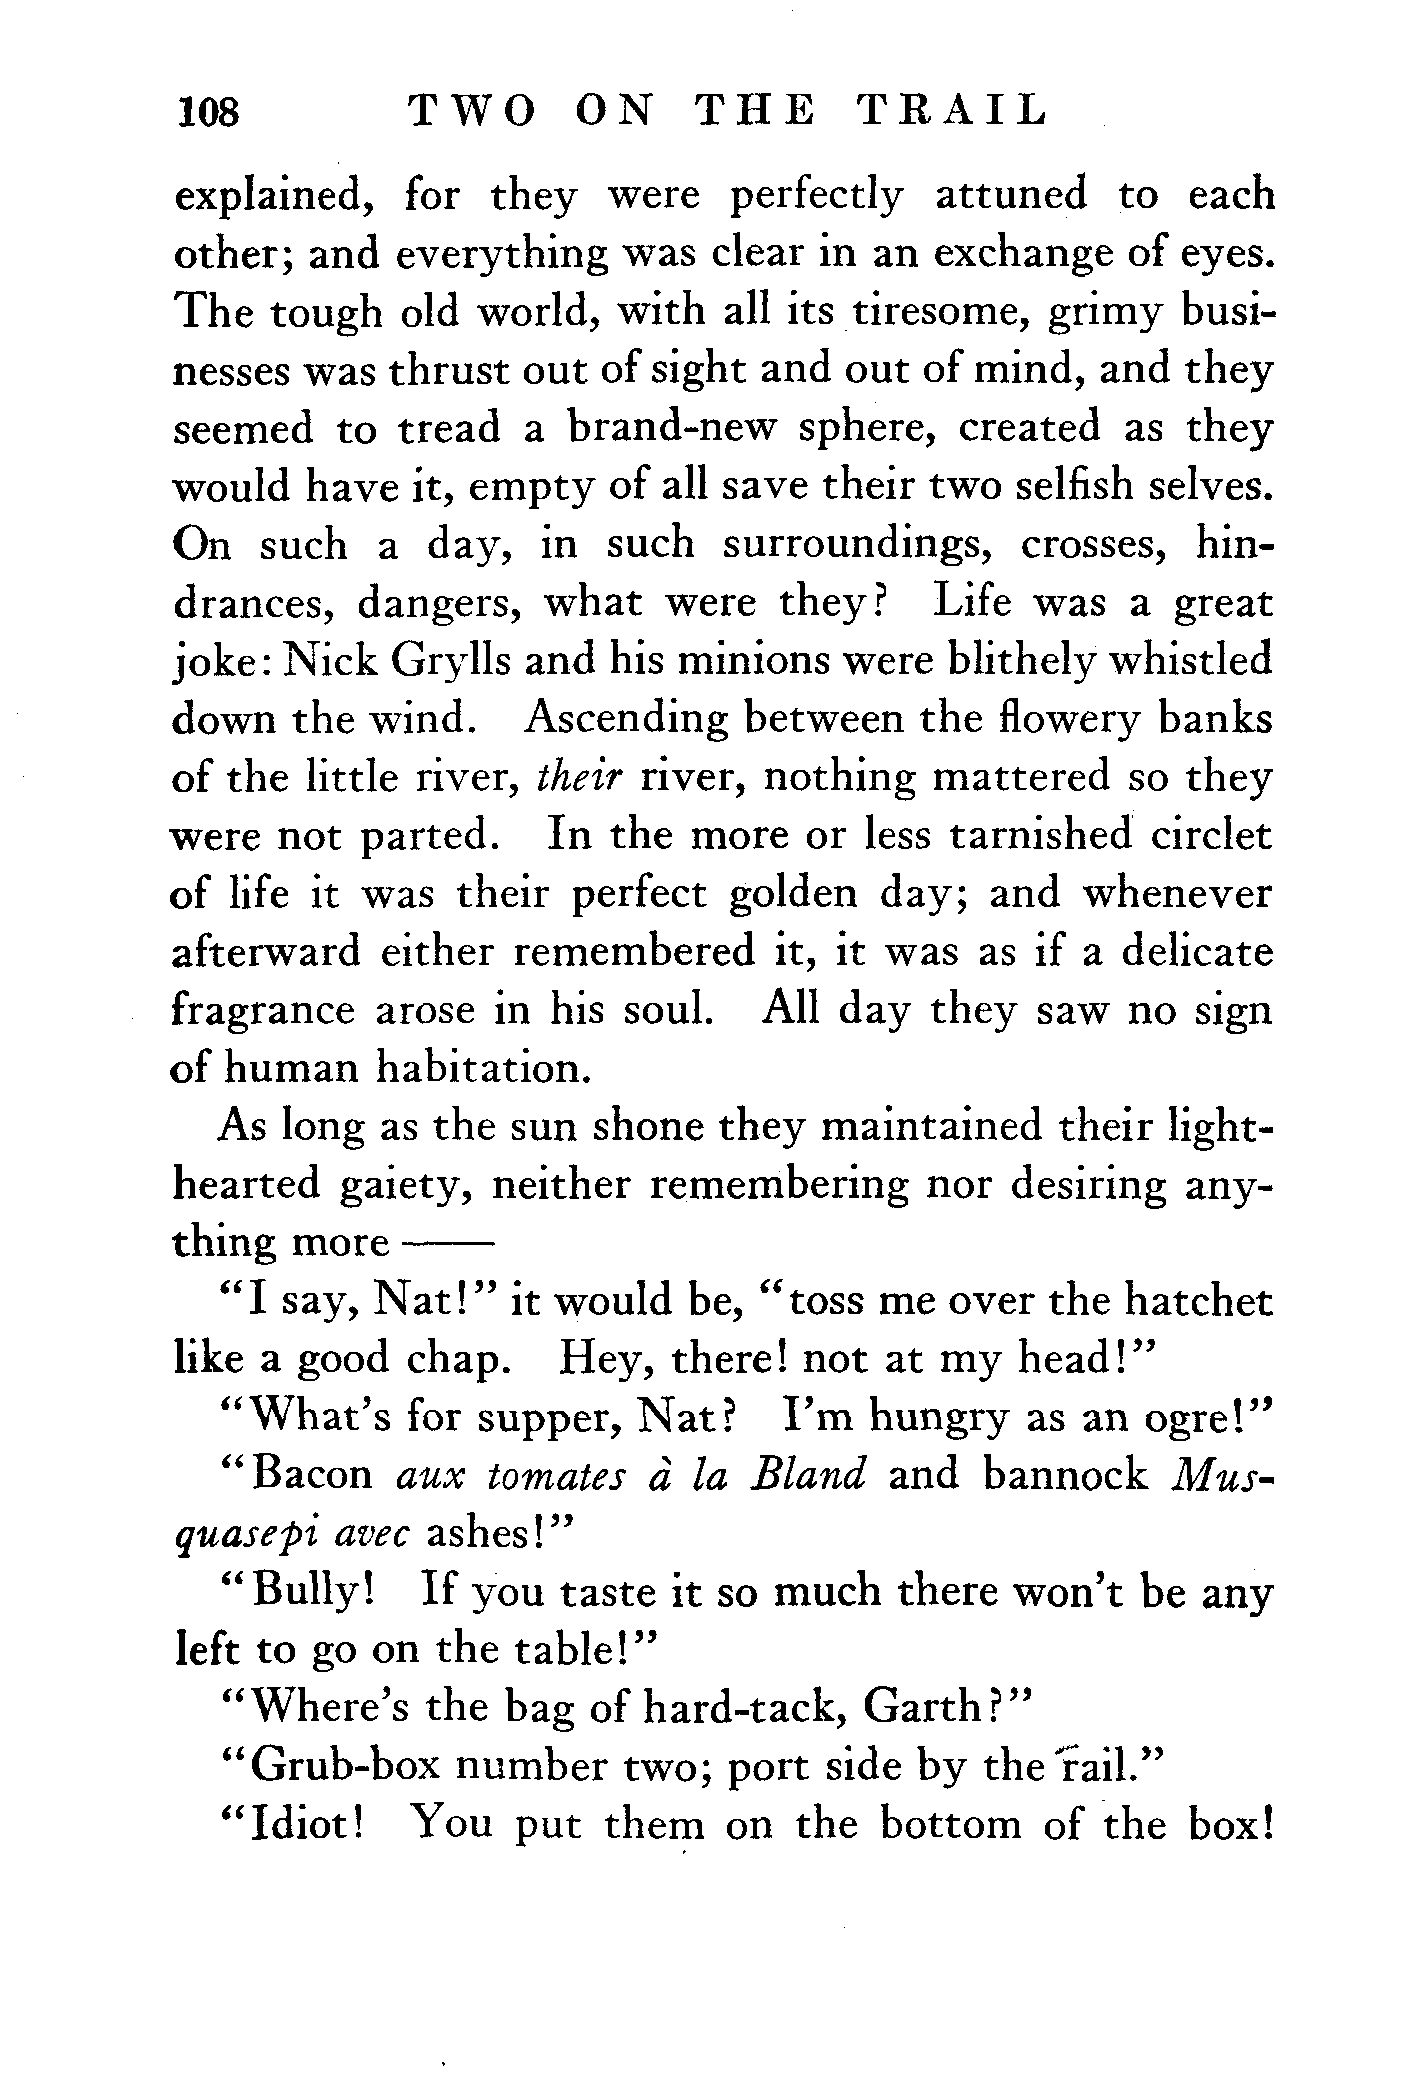 108 TWO ON THE TRAIL
explained, for they were perfectly attuned to each
other; and everything was clear in an exchange of eyes.
The tough old world, with all its tiresome, grimy busi-
nesses was thrust out of sight and out of mind, and they
seemed to tread a brand-new sphere, created as they
would have it, empty of all save their two selfish selves.
On such a day, in such surroundings, crosses, hin-
drances, dangers, what were they? Life was a great
joke: Nick Grylls and his minions were blithely whistled
down the wind. Ascending between the flowery banks
of the little river, their river, nothing mattered so they
were not parted. In the more or less tarnished circlet
of life it was their perfect golden day; and whenever
afterward either remembered it, it was as if a delicate
fragrance arose in his soul. All day they saw no sign
of human habitation.
As long as the sun shone they maintained their light-
hearted gaiety, neither remembering nor desiring any-
thing more ——
"I say, Nat!" it would be, "toss me over the hatchet
like a good chap. Hey, there! not at my head!"
"What's for supper, Nat? I'm hungry as an ogre!"
"Bacon aux tomates à la Bland and bannock Mus-
quasepi avec ashes!"
"Bully! If you taste it so much there won't be any
left to go on the table!"
"Where's the bag of hard-tack, Garth?"
"Grub-box number two; port side by the rail."
"Idiot! You put them on the bottom of the box!